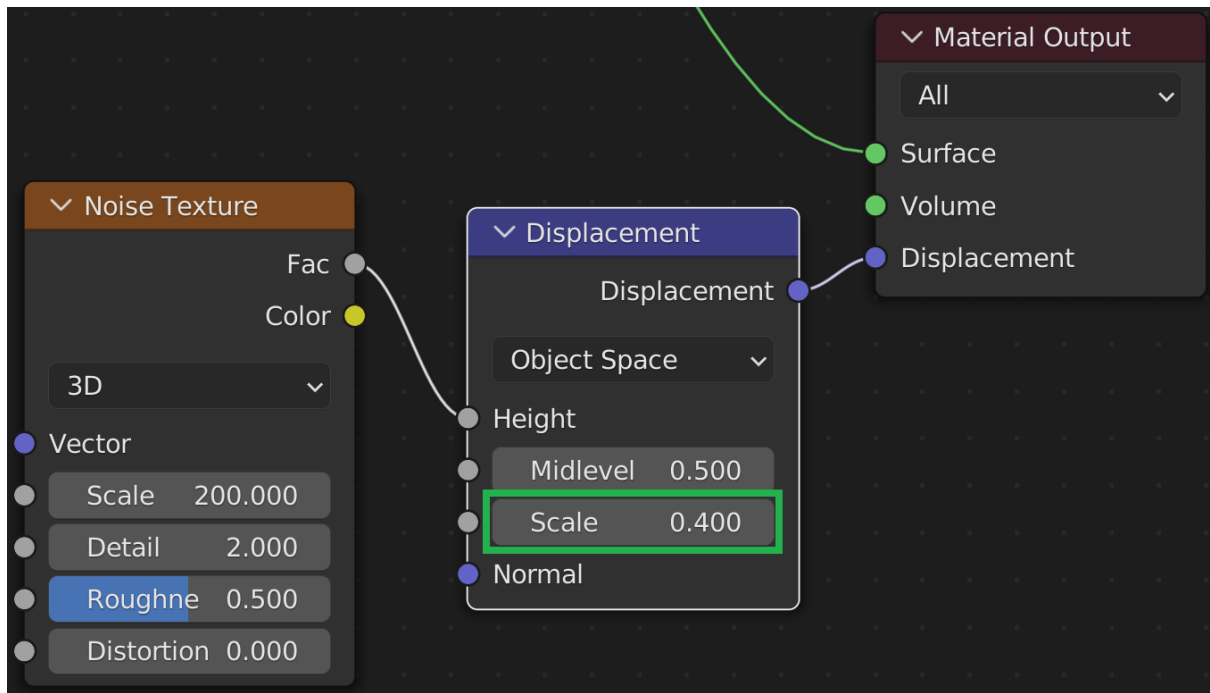 Noise Texture
Fac
Color
3D
Vector
Scale 200.000
Detail 2.000
Roughne 0.500
Distortion 0.000
Displacement
Displacement
Object Space
Height
Midlevel 0.500
Scale 0.400
Normal
Material Output
All
Surface
Volume
Displacement